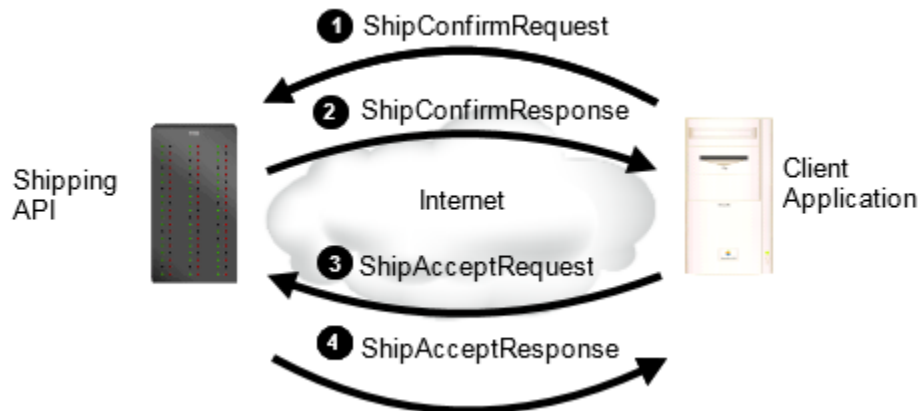 1 ShipConfirmRequest
2 ShipConfirmResponse
Shipping
API
Internet
Client
Application
3 ShipAcceptRequest
4 ShipAcceptResponse